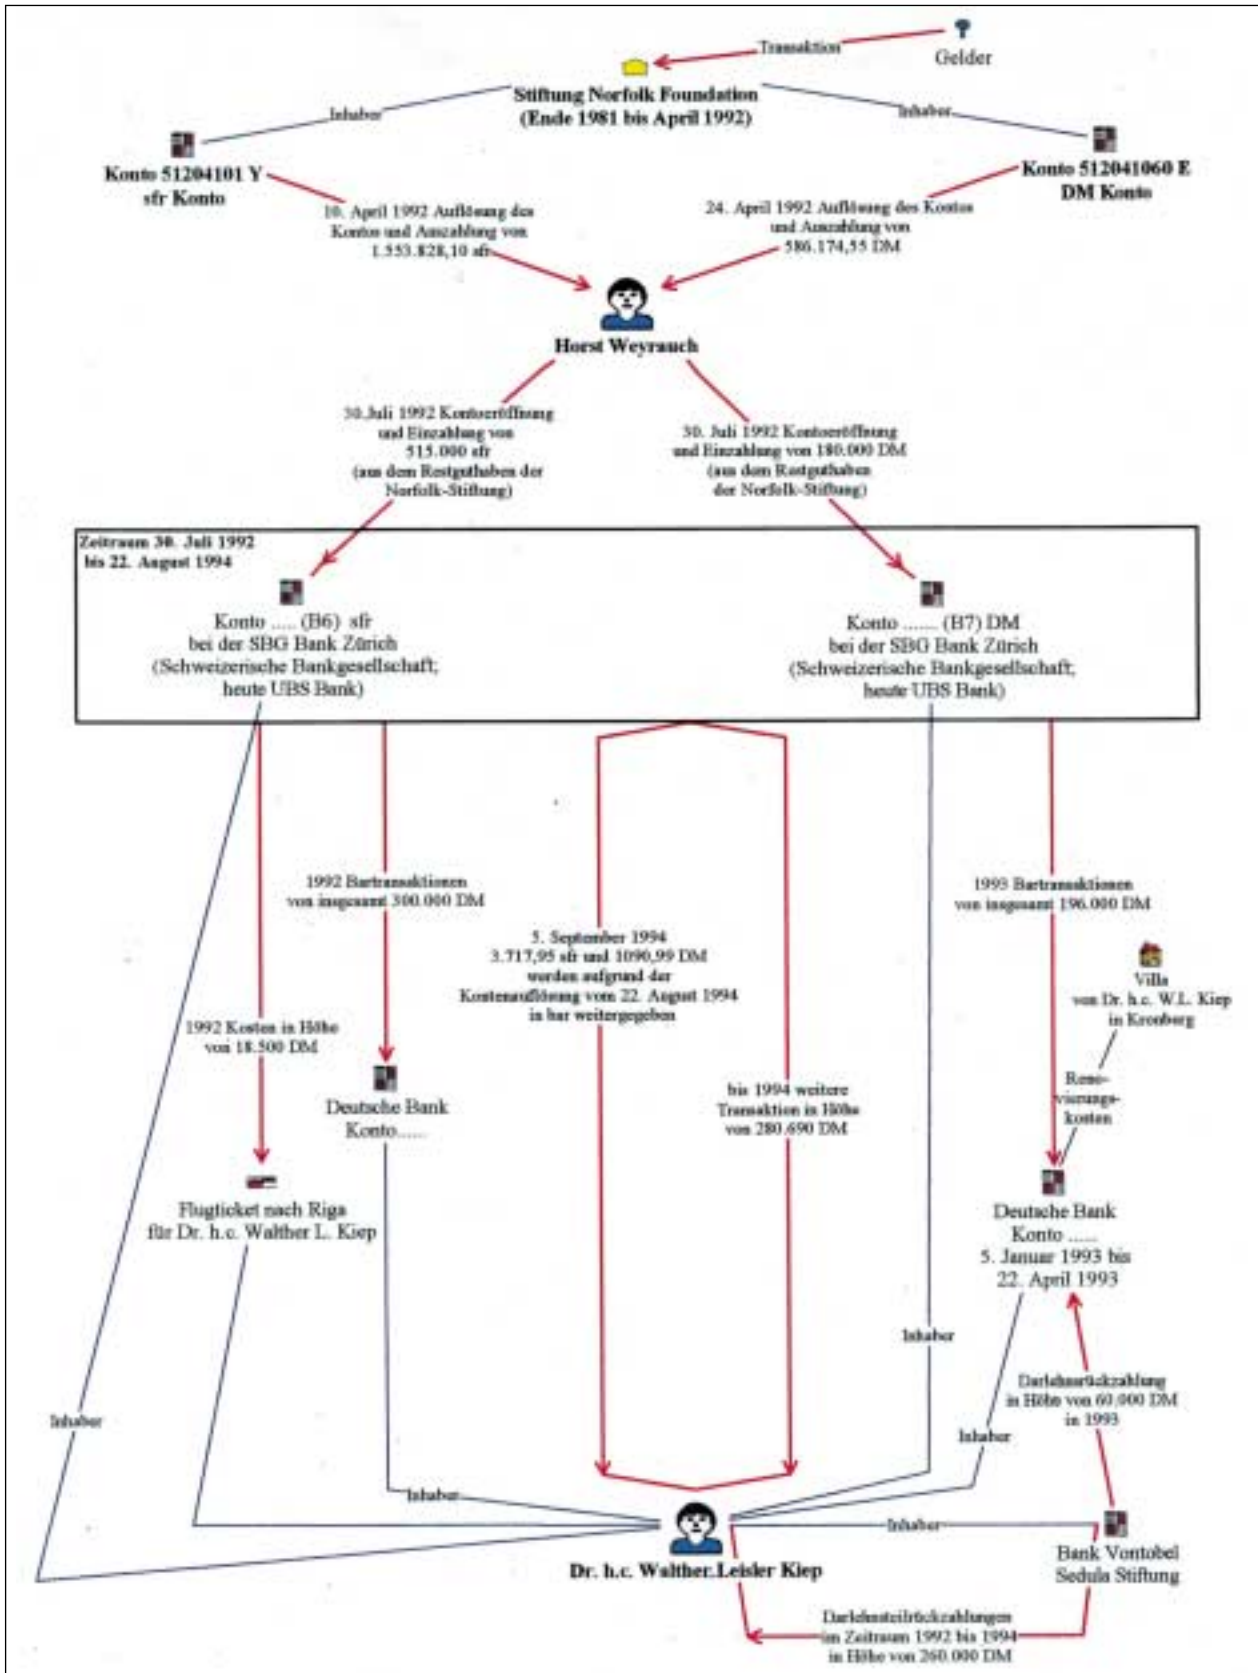 Transaktion
Gelder
Stiftung Norfolk Foundation
(Ende 1981 bis April 1992)
Inhaber
Inhaber
Konto 51204101 Y
sfr Konto
Konto 512041060 E
DM Konto
10. April 1992 Auflösung des
Kontos und Auszahlung von
1.553.828,10 sfr
24. April 1992 Auflösung des Kontos
und Auszahlung von
586.174,55 DM
Horst Weyrauch
30.Juli 1992 Kontoeröffnung
und Einzahlung von
515.000 sfr
(aus dem Restguthaben der
Norfolk-Stiftung)
30. Juli 1992 Kontoeröffnung
und Einzahlung von 180.000 DM
(aus dem Restguthaben
der Norfolk-Stiftung)
Zeitraum 30. Juli 1992
bis 22. August 1994
Konto ..... (B6) sfr
bei der SBG Bank Zürich
(Schweizerische Bankgesellschaft,
heute UBS Bank)
Konto ....... (B7) DM
bei der SBG Bank Zürich
(Schweizerische Bankgesellschaft,
heute UBS Bank)
1992 Bartransaktionen
von insgesamt 300.000 DM
1993 Bartransaktionen
von insgesamt 196.000 DM
5. September 1994
3.717,95 sfr und 1090,99 DM
werden aufgrund der
Kontenauflösung vom 22. August 1994
in bar weitergegeben
Villa
von Dr. h.c. W.L. Kiep
in Kronberg
1992 Kosten in Höhe
von 18.500 DM
Deutsche Bank
Konto......
bis 1994 weitere
Transaktion in Höhe
von 280.690 DM
Reno-
vierungs-
kosten
Flugticket nach Riga
für Dr. h.c. Walther L. Kiep
Deutsche Bank
Konto ......
5. Januar 1993 bis
22. April 1993
Inhaber
Darlehnsrückzahlung
in Höhe von 60.000 DM
in 1993
Inhaber
Inhaber
Inhaber
Inhaber
Dr. h.c. Walther Leisler Kiep
Bank Vontobel
Sedula Stiftung
Darlehnsteilrückzahlungen
im Zeitraum 1992 bis 1994
in Höhe von 260.000 DM